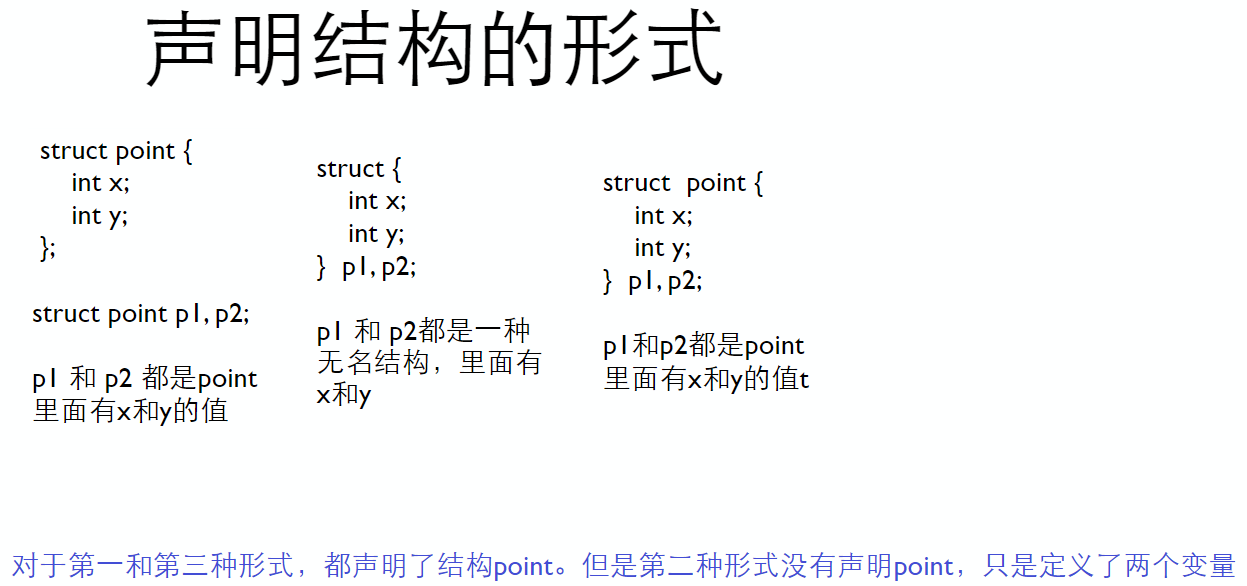 声明结构的形式
struct point {
int x;
int y;
};
struct point p1, p2;
p1 和 p2 都是point
里面有x和y的值
struct {
int x;
int y;
} p1, p2;
p1 和 p2都是一种
无名结构，里面有
x和y
struct point {
int x;
int y;
} p1, p2;
p1和p2都是point
里面有x和y的值t
对于第一和第三种形式，都声明了结构point。但是第二种形式没有声明point，只是定义了两个变量